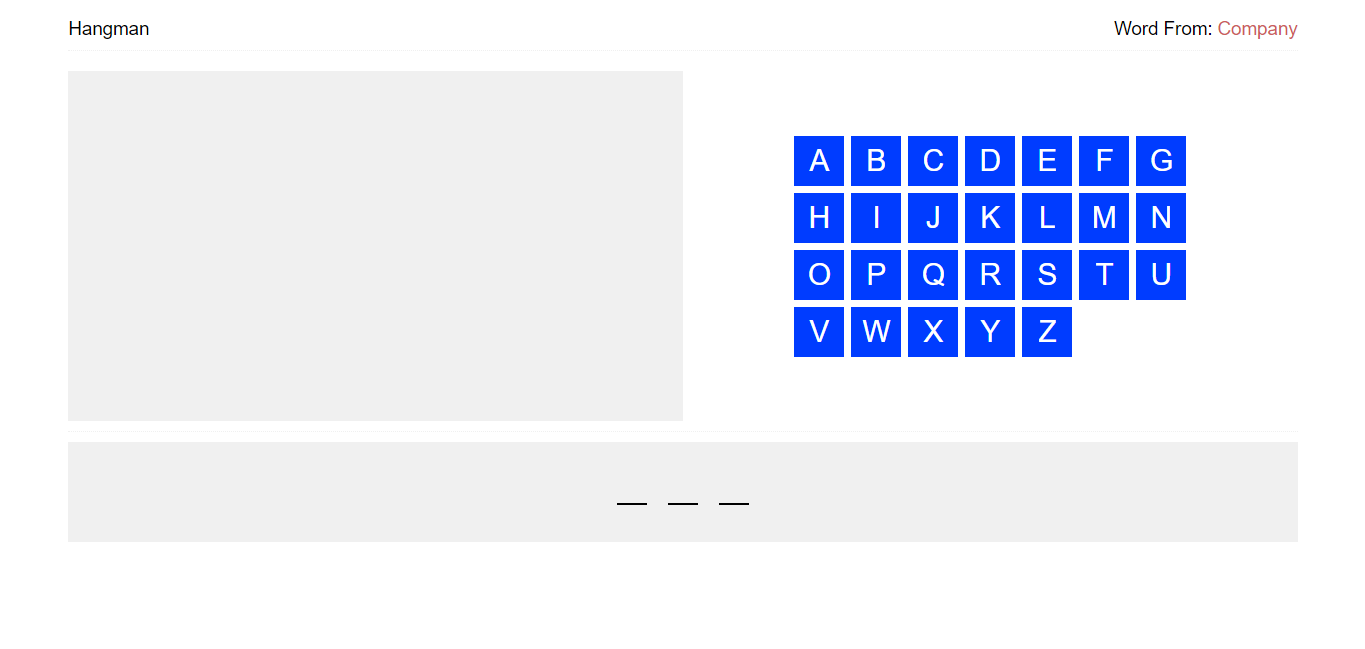 Hangman
Word From: Company
A B C D E F G
H I J K L M N
O P Q R S T U
V W X Y Z